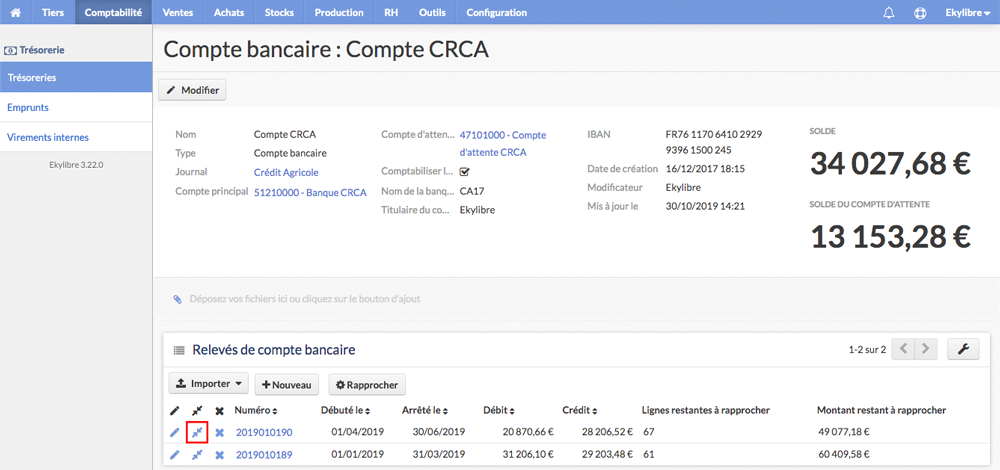 Tiers Comptabilité Ventes Achats Stocks Production RH Outils Configuration Ekylibre
Trésorerie
Trésoreries
Emprunts
Virements internes
Ekylibre 3.22.0
Compte bancaire : Compte CRCA
Modifier
Nom Compte CRCA
Type Compte bancaire
Journal Crédit Agricole
Compte principal 51210000 - Banque CRCA
Compte d'atten... 47101000 - Compte
d'attente CRCA
Comptabiliser l...
Nom de la banq... CA17
Titulaire du co... Ekylibre
IBAN FR76 1170 6410 2929
9396 1500 245
Date de création 16/12/2017 18:15
Modificateur Ekylibre
Mis à jour le 30/10/2019 14:21
SOLDE
34 027,68 €
SOLDE DU COMPTE D'ATTENTE
13 153,28 €
Déposez vos fichiers ici ou cliquez sur le bouton d'ajout
Relevés de compte bancaire 1-2 sur 2
Importer Nouveau Rapprocher
Numéro Débuté le Arrêté le Débit Crédit Lignes restantes à rapprocher Montant restant à rapprocher
2019010190 01/04/2019 30/06/2019 20 870,66 € 28 206,52 € 67 49 077,18 €
2019010189 01/01/2019 31/03/2019 31 206,10 € 29 203,48 € 61 60 409,58 €